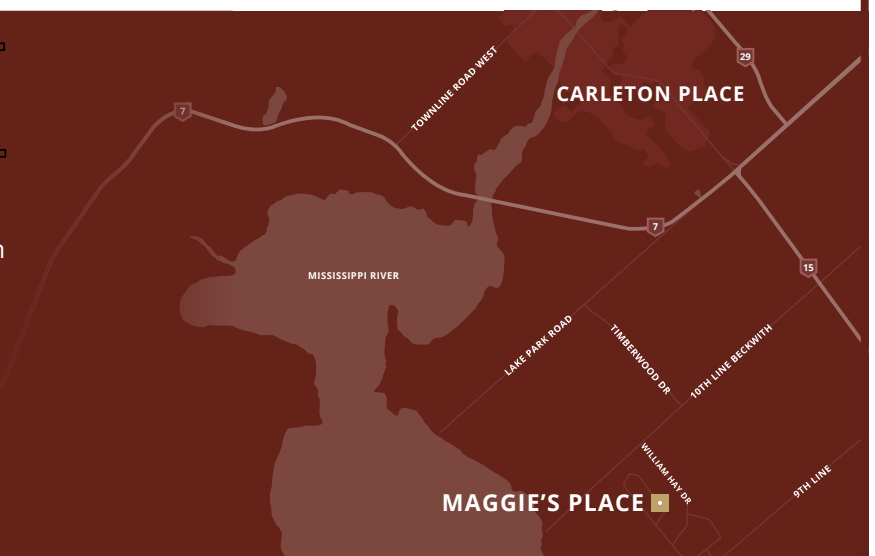 29
TOWNLINE ROAD WEST
CARLETON PLACE
7
7
15
MISSISSIPPI RIVER
LAKE PARK ROAD
TIMBERWOOD DR
10TH LINE BECKWITH
WILLIAM HAY DR
9TH LINE
MAGGIE’S PLACE